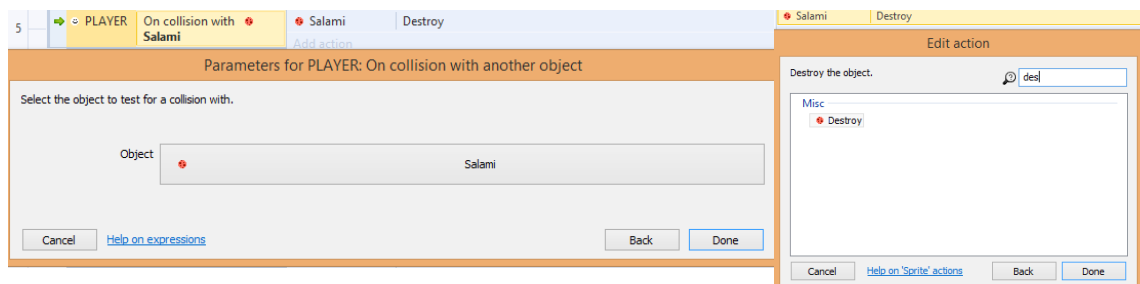 5 PLAYER On collision with Salami Salami Destroy
Add action
Parameters for PLAYER: On collision with another object
Select the object to test for a collision with.
Object Salami
Cancel Help on expressions Back Done
Salami Destroy
Edit action
Destroy the object. des
Misc
Destroy
Cancel Help on 'Sprite' actions Back Done